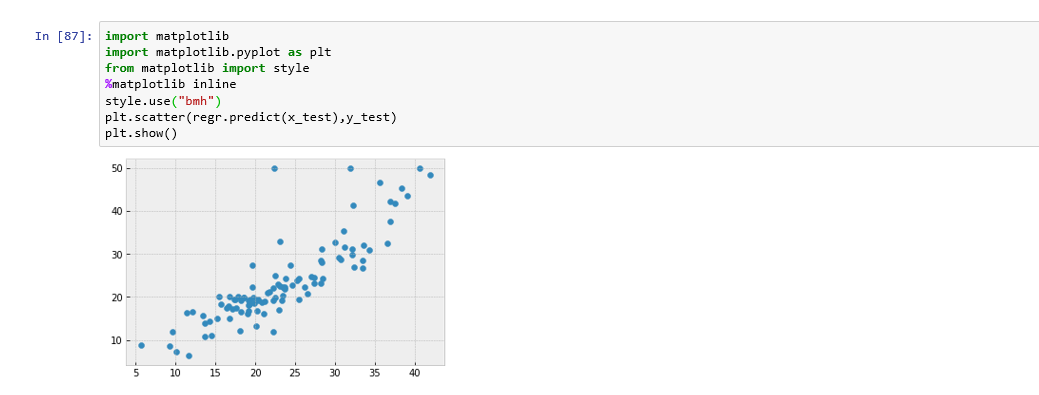 In [87]: import matplotlib
import matplotlib.pyplot as plt
from matplotlib import style
%matplotlib inline
style.use("bmh")
plt.scatter(regr.predict(x_test),y_test)
plt.show()
50
40
30
20
10
5 10 15 20 25 30 35 40